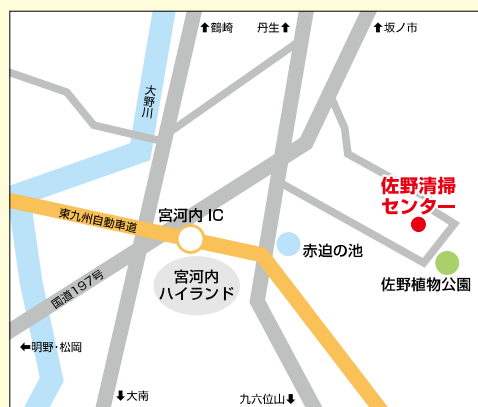 ⬆鶴崎
丹生⬆
⬆坂ノ市
大野川
佐野清掃
センター
東九州自動車道
宮河内 IC
赤迫の池
宮河内
ハイランド
佐野植物公園
国道197号
⬅明野・松岡
⬇大南
九六位山⬇